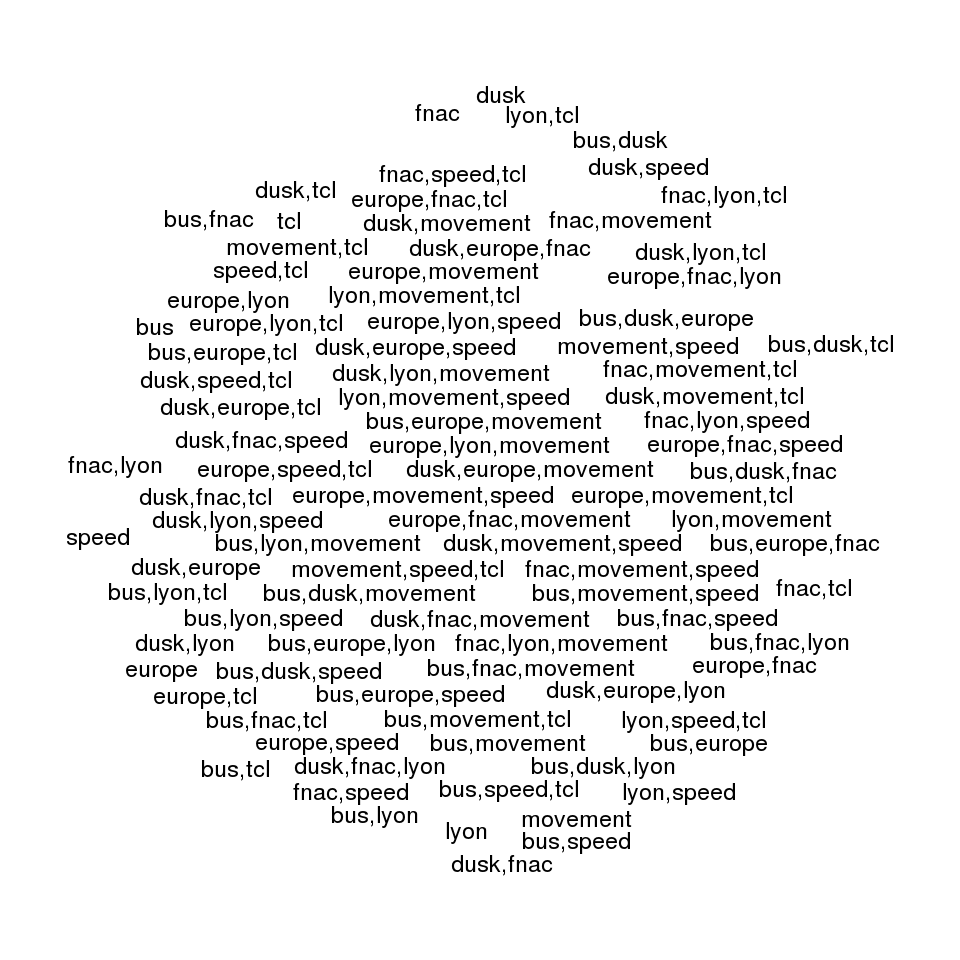 dusk
fnac lyon,tcl
bus,dusk
fnac,speed,tcl dusk,speed
dusk,tcl europe,fnac,tcl fnac,lyon,tcl
bus,fnac tcl dusk,movement fnac,movement
movement,tcl dusk,europe,fnac dusk,lyon,tcl
speed,tcl europe,movement europe,fnac,lyon
europe,lyon lyon,movement,tcl
bus europe,lyon,tcl europe,lyon,speed bus,dusk,europe
bus,europe,tcl dusk,europe,speed movement,speed bus,dusk,tcl
dusk,speed,tcl dusk,lyon,movement fnac,movement,tcl
dusk,europe,tcl lyon,movement,speed dusk,movement,tcl
bus,europe,movement fnac,lyon,speed
dusk,fnac,speed europe,lyon,movement europe,fnac,speed
fnac,lyon europe,speed,tcl dusk,europe,movement bus,dusk,fnac
dusk,fnac,tcl europe,movement,speed europe,movement,tcl
dusk,lyon,speed europe,fnac,movement lyon,movement
speed bus,lyon,movement dusk,movement,speed bus,europe,fnac
dusk,europe movement,speed,tcl fnac,movement,speed
bus,lyon,tcl bus,dusk,movement bus,movement,speed fnac,tcl
bus,lyon,speed dusk,fnac,movement bus,fnac,speed
dusk,lyon bus,europe,lyon fnac,lyon,movement bus,fnac,lyon
europe bus,dusk,speed bus,fnac,movement europe,fnac
europe,tcl bus,europe,speed dusk,europe,lyon
bus,fnac,tcl bus,movement,tcl lyon,speed,tcl
europe,speed bus,movement bus,europe
bus,tcl dusk,fnac,lyon bus,dusk,lyon
fnac,speed bus,speed,tcl lyon,speed
bus,lyon movement
lyon bus,speed
dusk,fnac